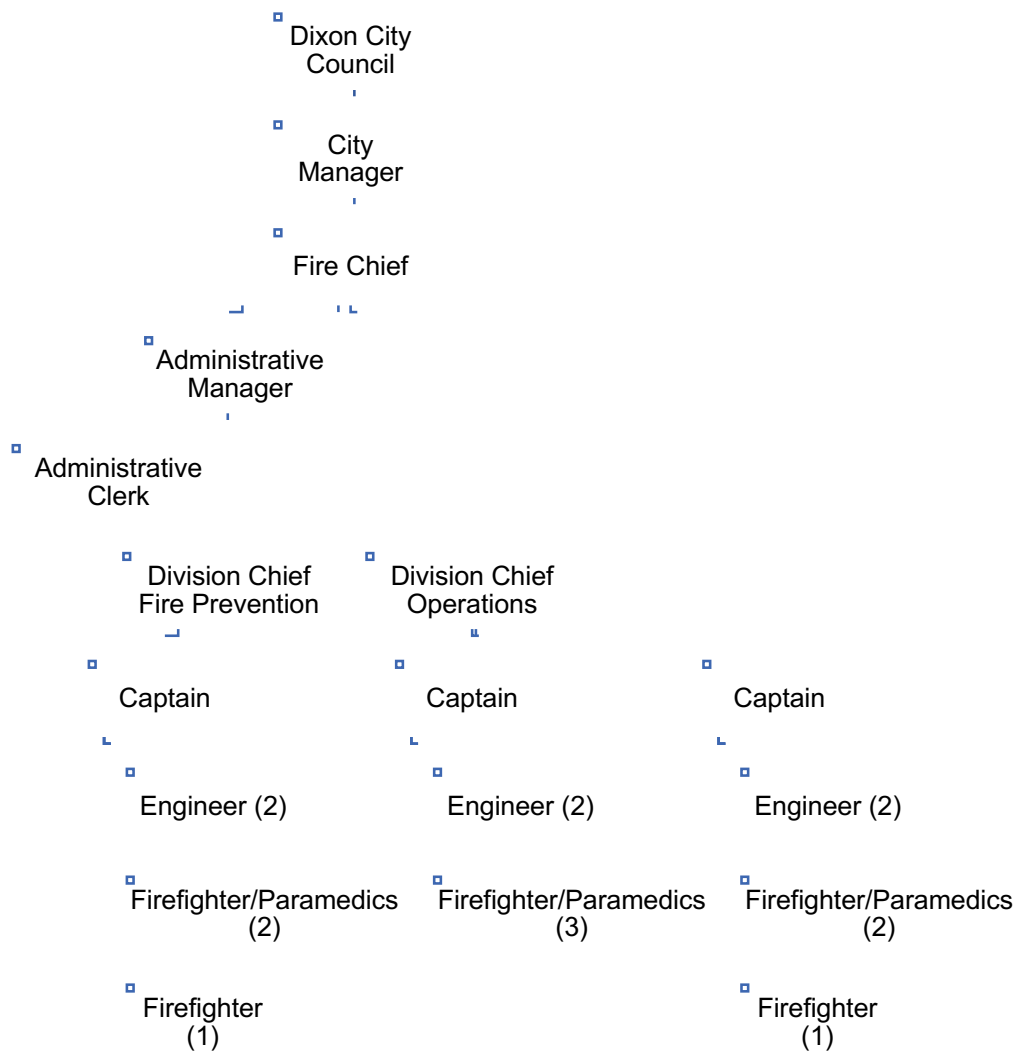 Dixon City
Council
City
Manager
Fire Chief
Administrative
Manager
Administrative
Clerk
Division Chief
Fire Prevention
Division Chief
Operations
Captain
Captain
Captain
Engineer (2)
Engineer (2)
Engineer (2)
Firefighter/Paramedics
(2)
Firefighter/Paramedics
(3)
Firefighter/Paramedics
(2)
Firefighter
(1)
Firefighter
(1)